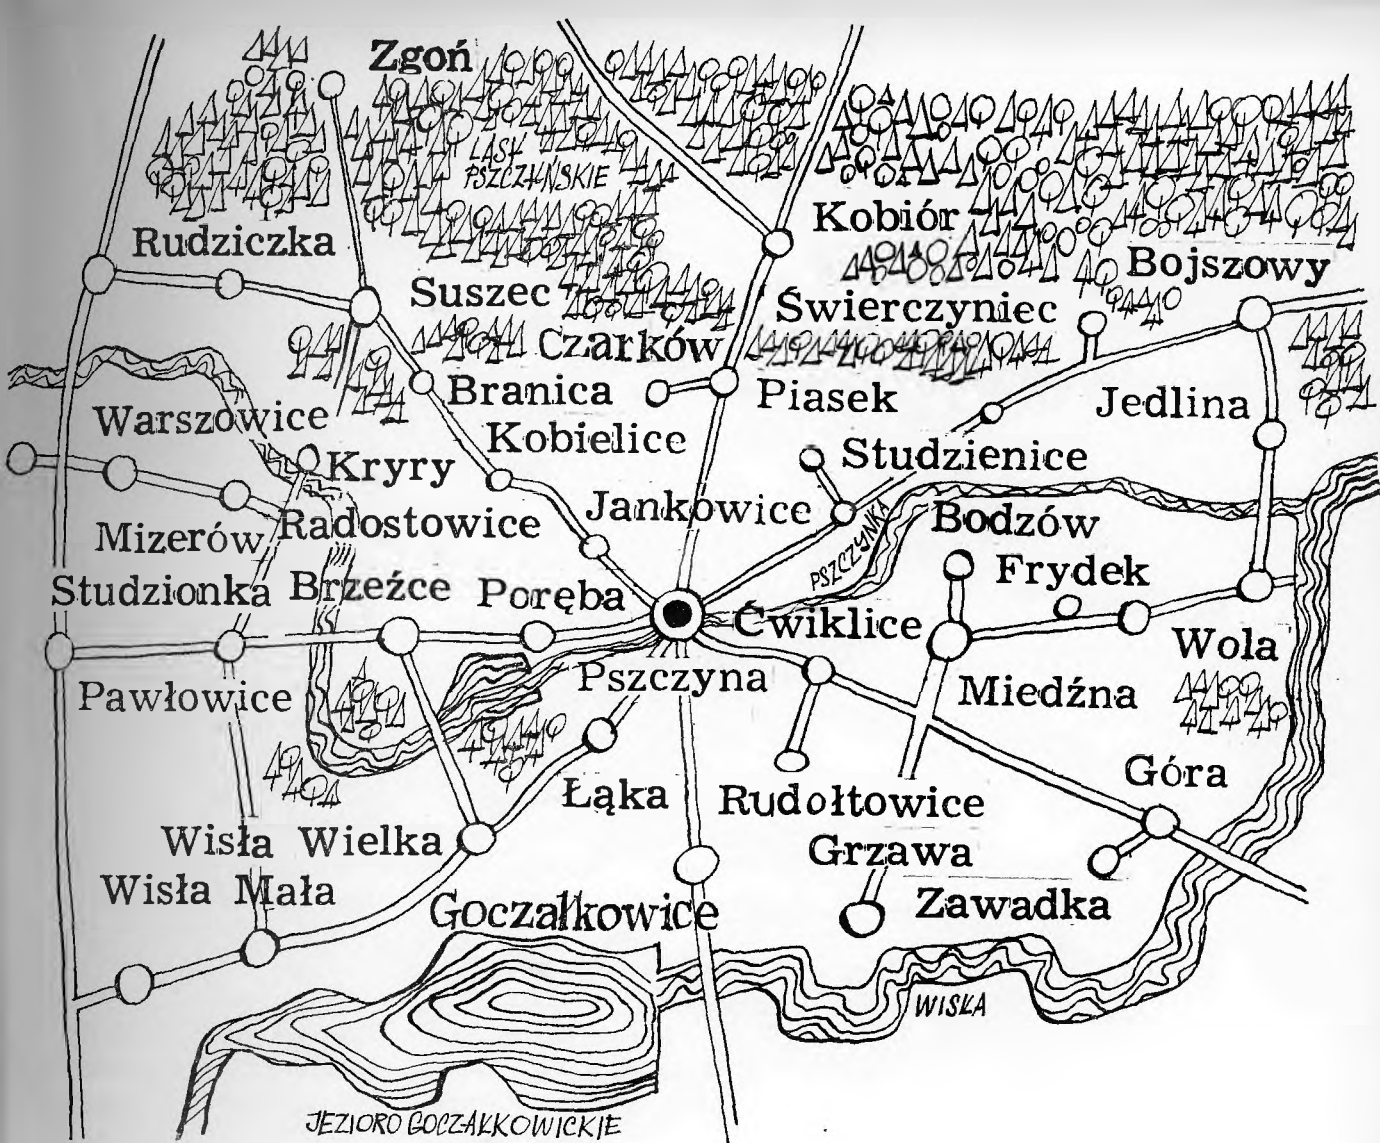 Zgoń
LASY
PSZCZYŃSKIE
Rudziczka
Kobiór
Bojszowy
Suszec
Świerczyniec
Czarków
Branica
Piasek
Jedlina
Warszowice
Kobielice
Kryry
Studzienice
Jankowice
Radostowice
Bodzów
Mizerów
PSZCZYNKA
Frydek
Studzionka
Brzeźce
Poręba
Ćwiklice
Wola
Pawłowice
Pszczyna
Miedźna
Góra
Łąka
Rudołtowice
Wisła Wielka
Grzawa
Wisła Mała
Goczałkowice
Zawadka
WISŁA
JEZIORO GOCZAŁKOWICKIE